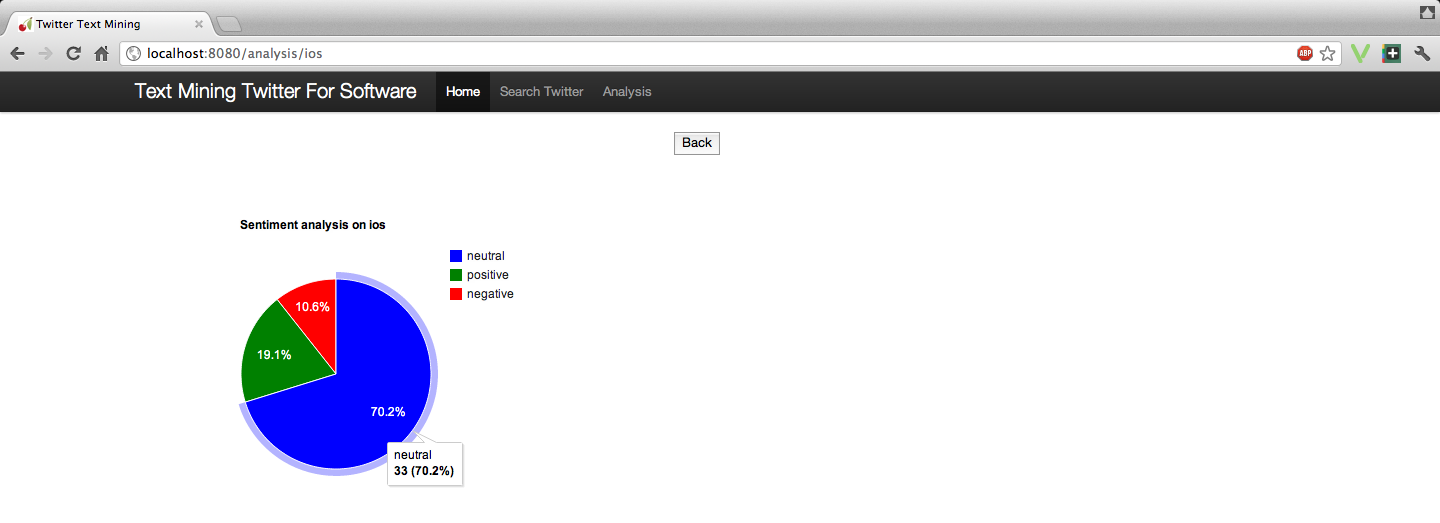 Twitter Text Mining
localhost:8080/analysis/ios
ABP
Text Mining Twitter For Software Home Search Twitter Analysis
Back
Sentiment analysis on ios
neutral
positive
negative
10.6%
19.1%
70.2%
neutral
33 (70.2%)